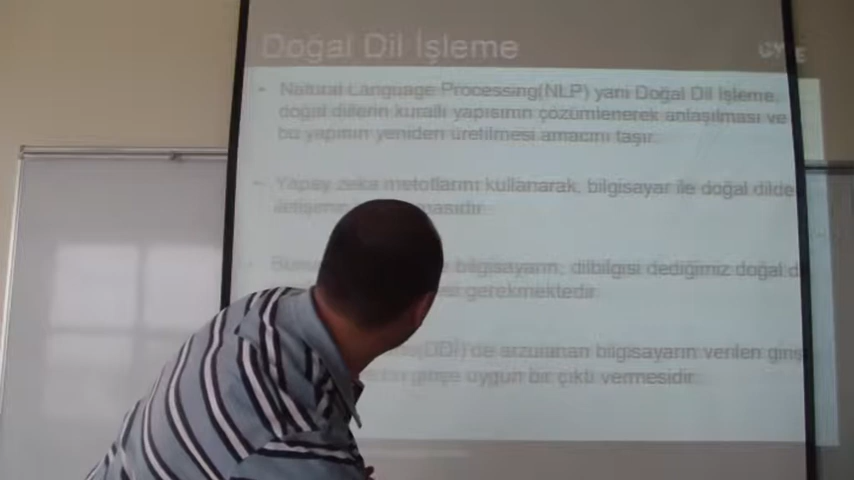 Doğal Dil İşleme
Natural Language Processing(NLP) yani Doğal Dil İşleme,
doğal dillerin kurallı yapısının çözümlenerek anlaşılması ve
bu yapının yeniden üretilmesi amacını taşır.
Yapay zeka metotlarını kullanarak, bilgisayar ile doğal dilde
bilgisayarın, dilbilgisi dediğimiz doğal
gerekmektedir
(DDİ)'de arzulanan bilgisayarın verilen
girişe uygun bir çıktı vermesidir.